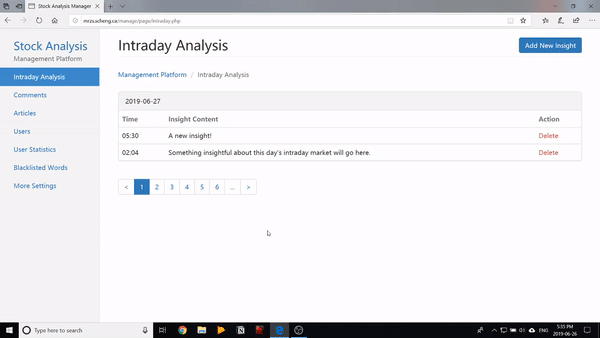 Stock Analysis Manager
mrzs.scheng.ca/manage/page/intraday.php
Stock Analysis
Management Platform
Intraday Analysis
Comments
Articles
Users
User Statistics
Blacklisted Words
More Settings
Intraday Analysis
Add New Insight
Management Platform / Intraday Analysis
2019-06-27
Time Insight Content Action
05:30 A new insight! Delete
02:04 Something insightful about this day's intraday market will go here. Delete
< 1 2 3 4 5 6 ... >
Type here to search
ENG
5:35 PM
2019-06-26